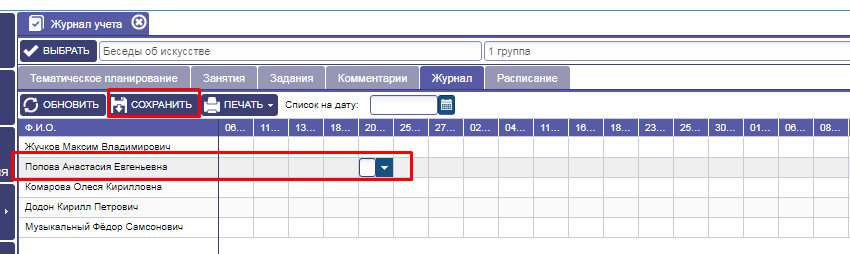 Журнал учета
ВЫБРАТЬ Беседы об искусстве 1 группа
Тематическое планирование Занятия Задания Комментарии Журнал Расписание
ОБНОВИТЬ СОХРАНИТЬ ПЕЧАТЬ Список на дату:
Ф.И.О. 06... 11... 13... 18... 20... 25... 27... 02... 04... 11... 16... 18... 23... 25... 30... 01... 06... 08...
Жучков Максим Владимирович
Попова Анастасия Евгеньевна
Комарова Олеся Кирилловна
Додон Кирилл Петрович
Музыкальный Фёдор Самсонович